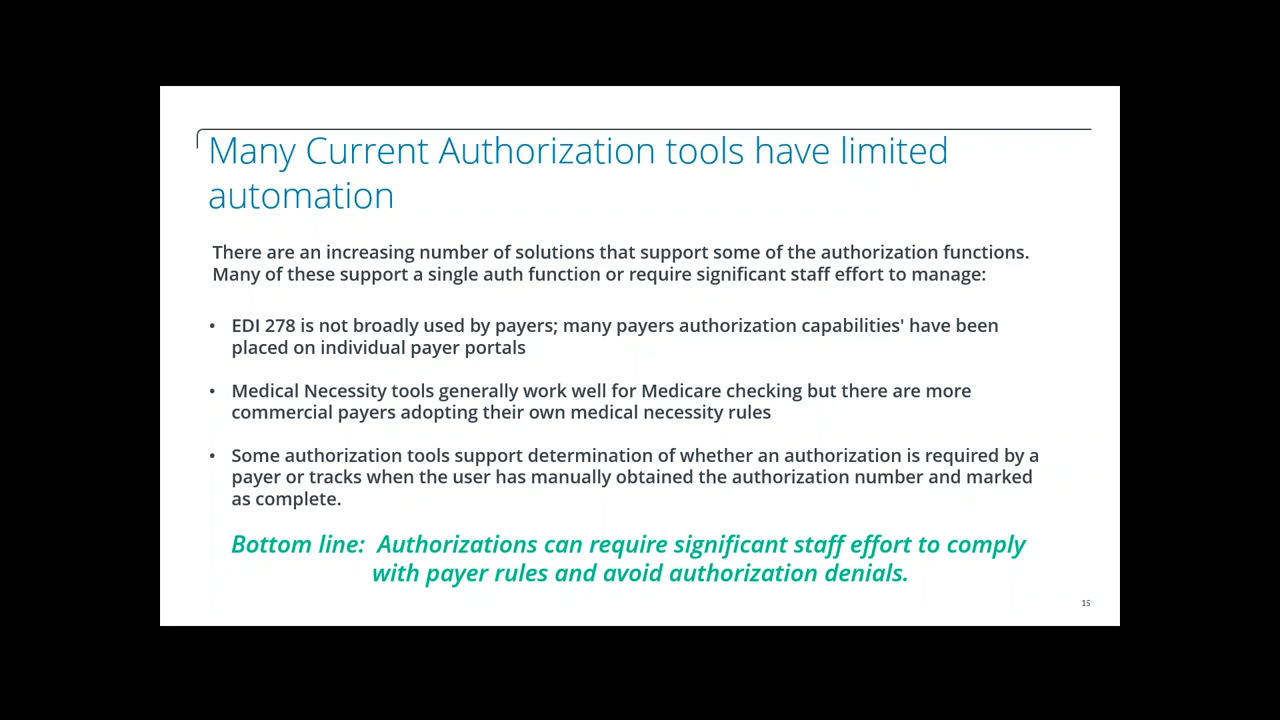 Many Current Authorization tools have limited
automation
There are an increasing number of solutions that support some of the authorization functions.
Many of these support a single auth function or require significant staff effort to manage:
• EDI 278 is not broadly used by payers; many payers authorization capabilities' have been
placed on individual payer portals
• Medical Necessity tools generally work well for Medicare checking but there are more
commercial payers adopting their own medical necessity rules
• Some authorization tools support determination of whether an authorization is required by a
payer or tracks when the user has manually obtained the authorization number and marked
as complete.
Bottom line:  Authorizations can require significant staff effort to comply
with payer rules and avoid authorization denials.
15